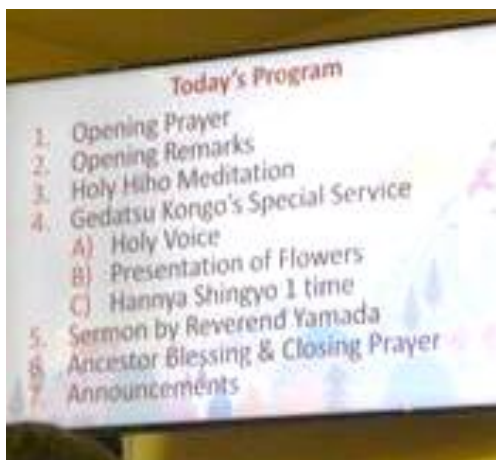 Today's Program
1. Opening Prayer
2. Opening Remarks
3. Holy Hiho Meditation
4. Gedatsu Kongo's Special Service
A) Holy Voice
B) Presentation of Flowers
C) Hannya Shingyo 1 time
5. Sermon by Reverend Yamada
6. Ancestor Blessing & Closing Prayer
7. Announcements